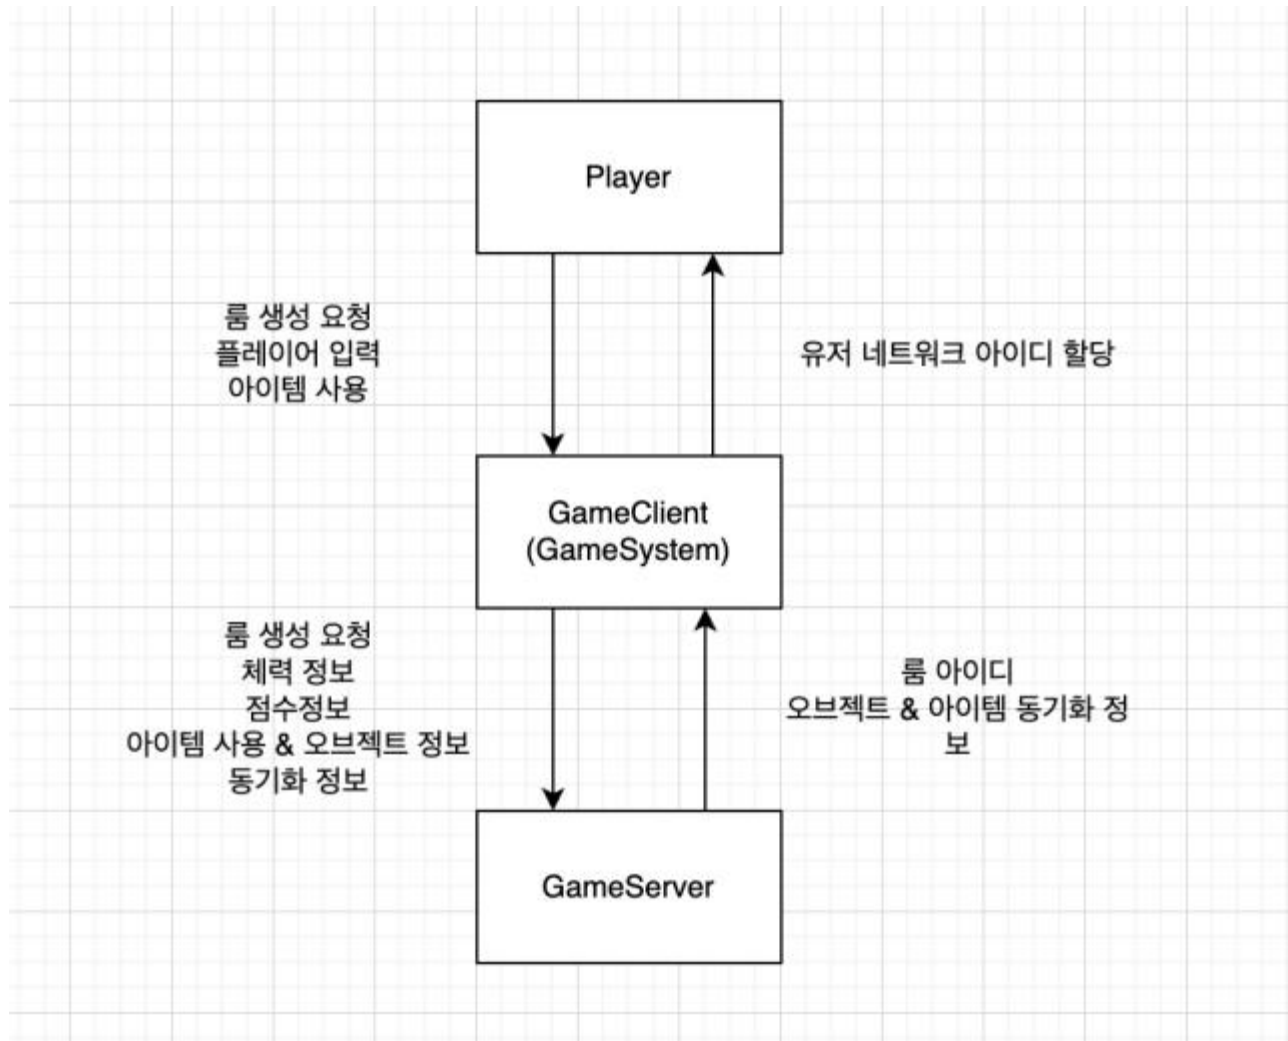 Player
룸 생성 요청
플레이어 입력
아이템 사용
유저 네트워크 아이디 할당
GameClient
(GameSystem)
룸 생성 요청
체력 정보
점수정보
아이템 사용 & 오브젝트 정보
동기화 정보
룸 아이디
오브젝트 & 아이템 동기화 정
보
GameServer